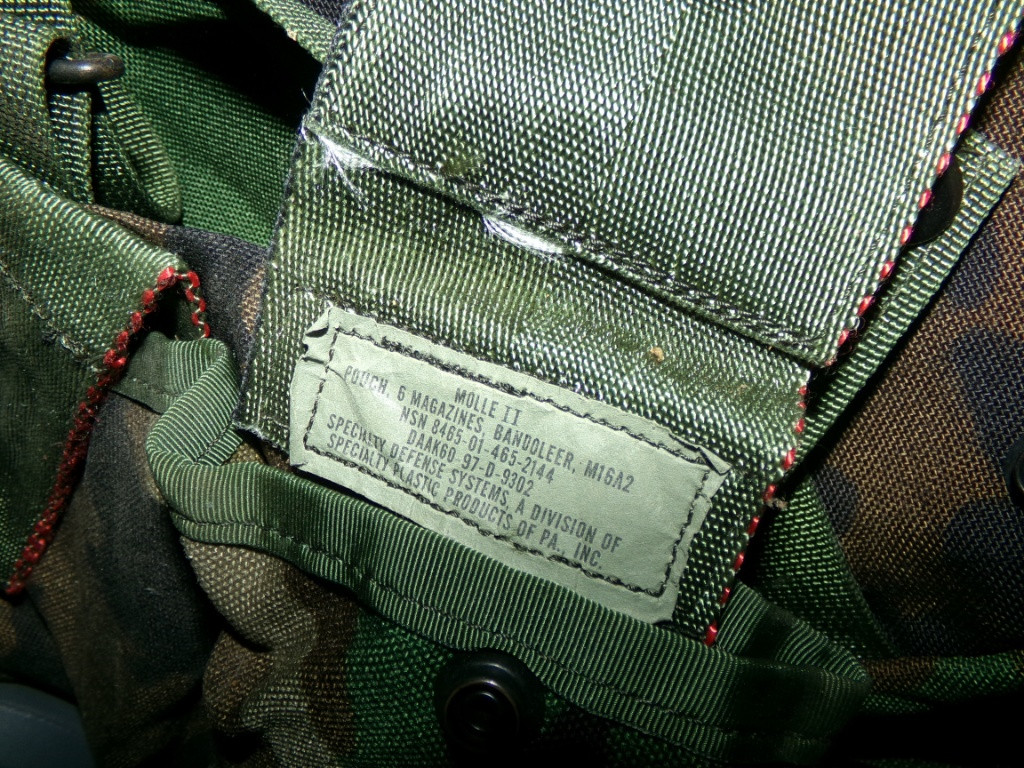 MOLLE II
POUCH, 6 MAGAZINES, BANDOLEER, M16A2
NSN 8465-01-465-2144
DAAK60-97-D-9302
SPECIALTY DEFENSE SYSTEMS, A DIVISION OF
SPECIALTY PLASTIC PRODUCTS OF PA., INC.